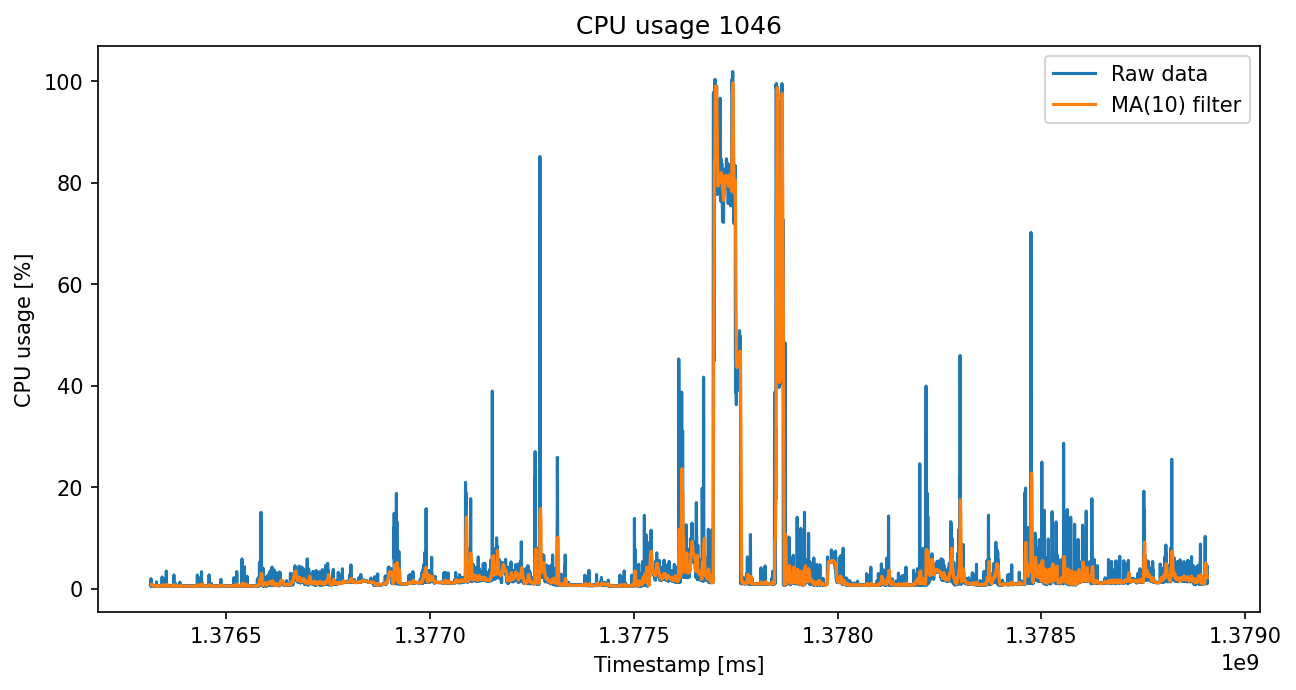 CPU usage 1046
Raw data
MA(10) filter
CPU usage [%]
100
80
60
40
20
0
1.3765 1.3770 1.3775 1.3780 1.3785 1.3790
1e9
Timestamp [ms]